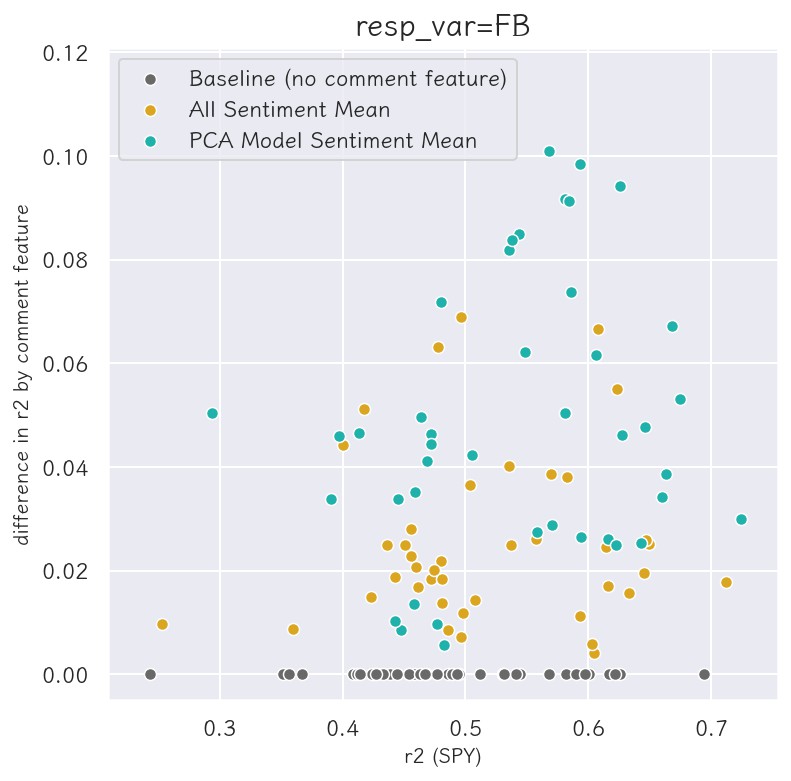 resp_var=FB
0.12
0.10
0.08
0.06
0.04
0.02
0.00
difference in r2 by comment feature
Baseline (no comment feature)
All Sentiment Mean
PCA Model Sentiment Mean
0.3 0.4 0.5 0.6 0.7
r2 (SPY)